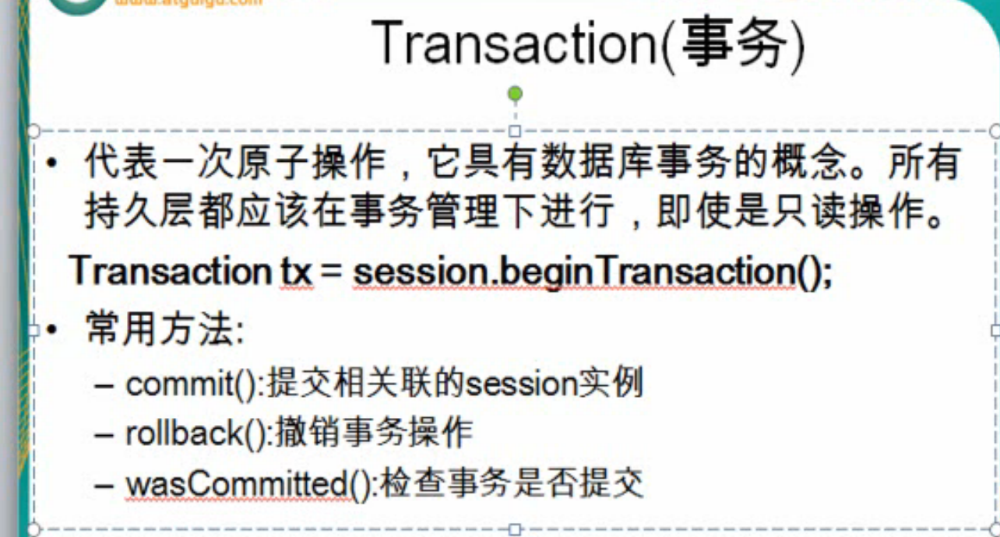 www.atguigu.com
Transaction(事务)
• 代表一次原子操作，它具有数据库事务的概念。所有
持久层都应该在事务管理下进行，即使是只读操作。
Transaction tx = session.beginTransaction();
• 常用方法:
– commit():提交相关联的session实例
– rollback():撤销事务操作
– wasCommitted():检查事务是否提交